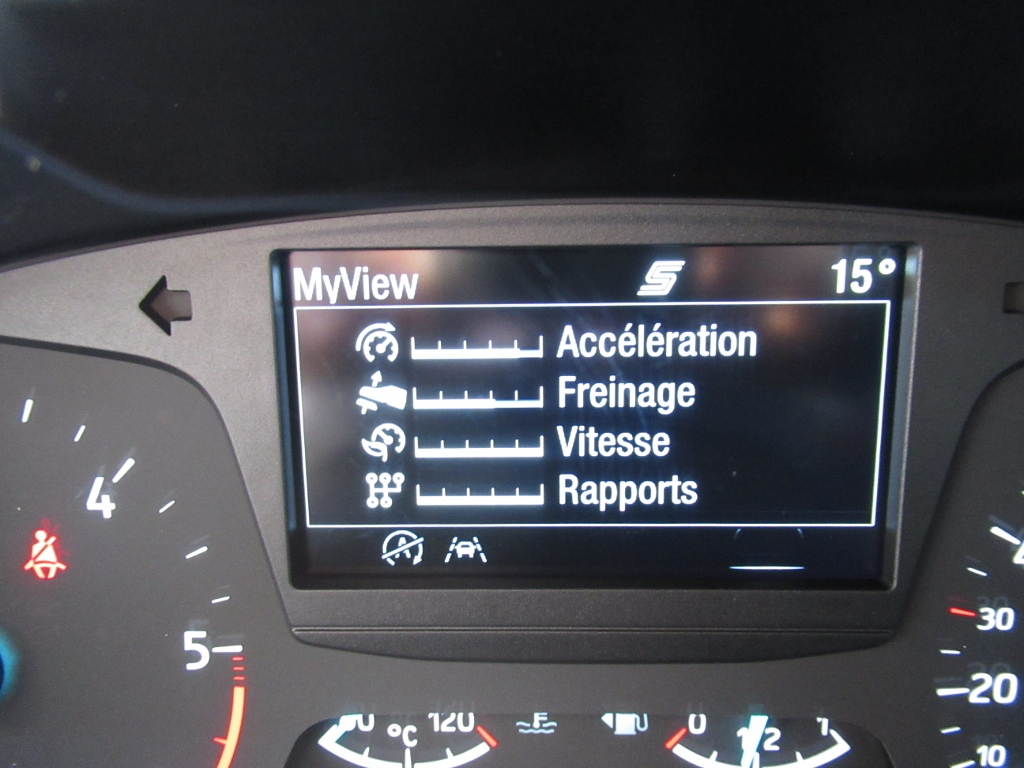 MyView S 15°
Accélération
Freinage
Vitesse
Rapports
A
4
5
30
20
10
120
°C
0
1/2
1